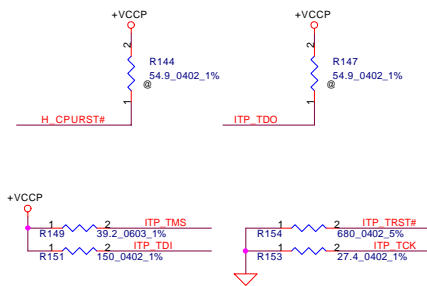 +VCCP
+VCCP
2
2
R144
R147
54.9_0402_1%
54.9_0402_1%
@
@
1
1
H_CPURST#
ITP_TDO
+VCCP
1
2
ITP_TMS
1
2
ITP_TRST#
R149
39.2_0603_1%
R154
680_0402_5%
1
2
ITP_TDI
1
2
ITP_TCK
R151
150_0402_1%
R153
27.4_0402_1%